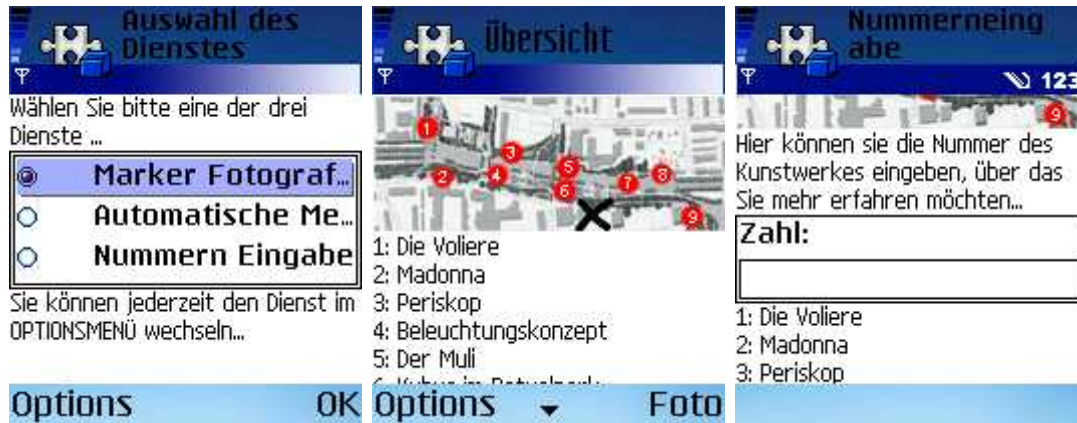 Auswahl des
Dienstes
Wählen Sie bitte eine der drei
Dienste ...
Marker Fotograf...
Automatische Me...
Nummern Eingabe
Sie können jederzeit den Dienst im
OPTIONSMENÜ wechseln...
Options OK
Übersicht
1
2
3
4
5
6
7
8
9
1: Die Voliere
2: Madonna
3: Periskop
4: Beleuchtungskonzept
5: Der Muli
Options Foto
Nummerneing
abe
123
9
Hier können sie die Nummer des
Kunstwerkes eingeben, über das
Sie mehr erfahren möchten...
Zahl:
1: Die Voliere
2: Madonna
3: Periskop